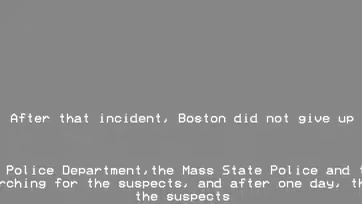 After that incident, Boston did not give up
Police Department,the Mass State Police and
for the suspects, and after one day,
the suspects